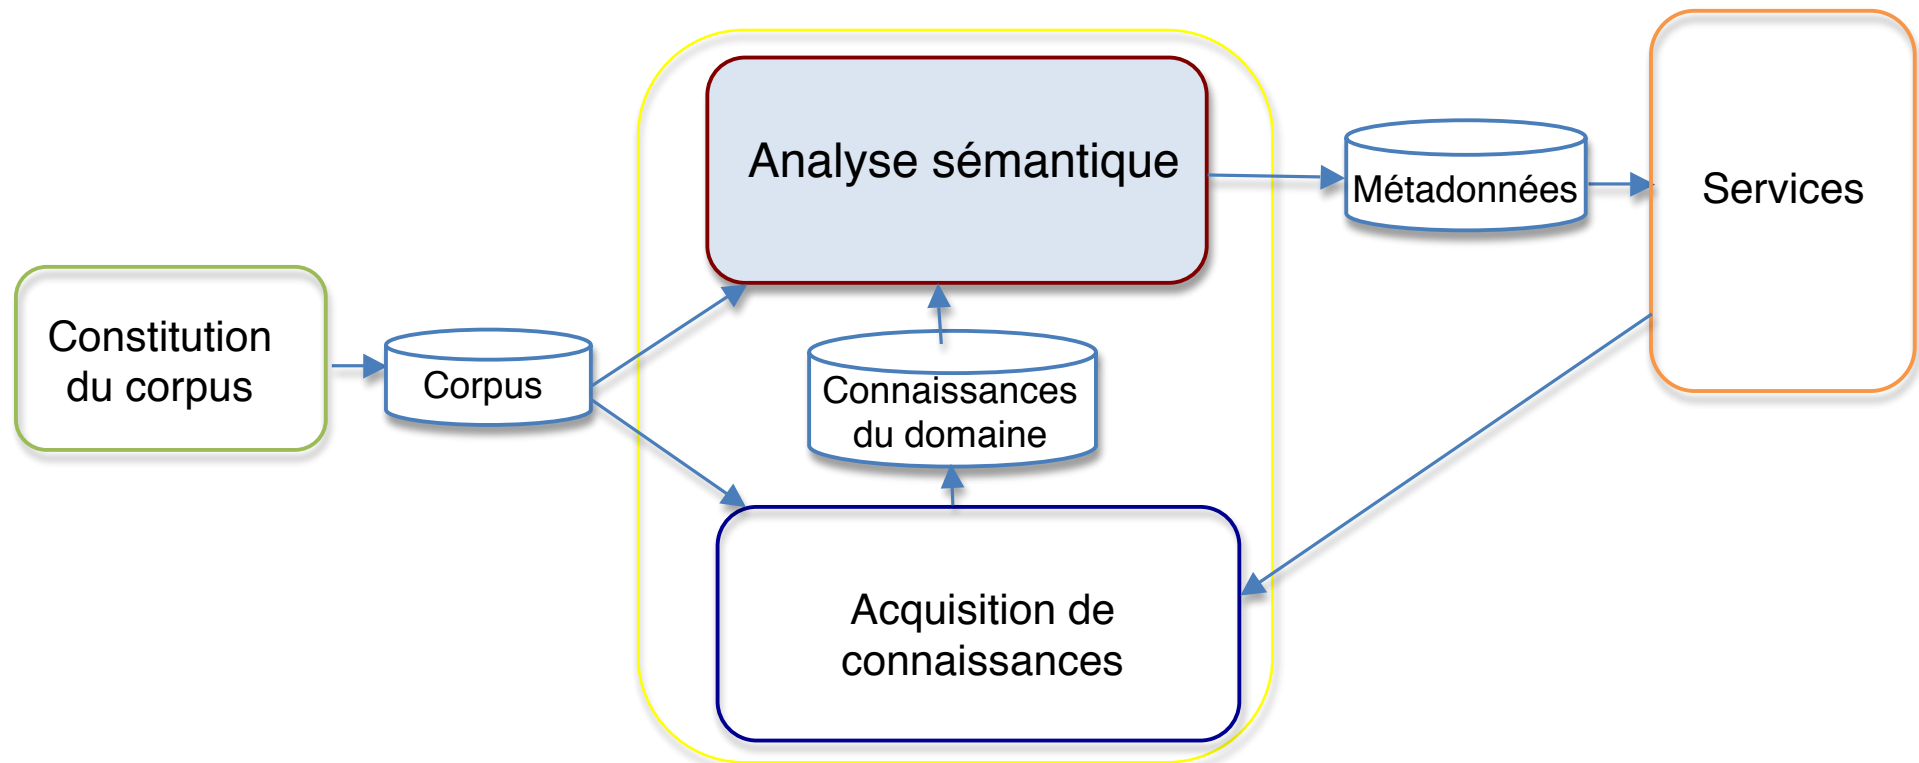 Constitution
du corpus
Corpus
Analyse sémantique
Connaissances
du domaine
Acquisition de
connaissances
Métadonnées
Services